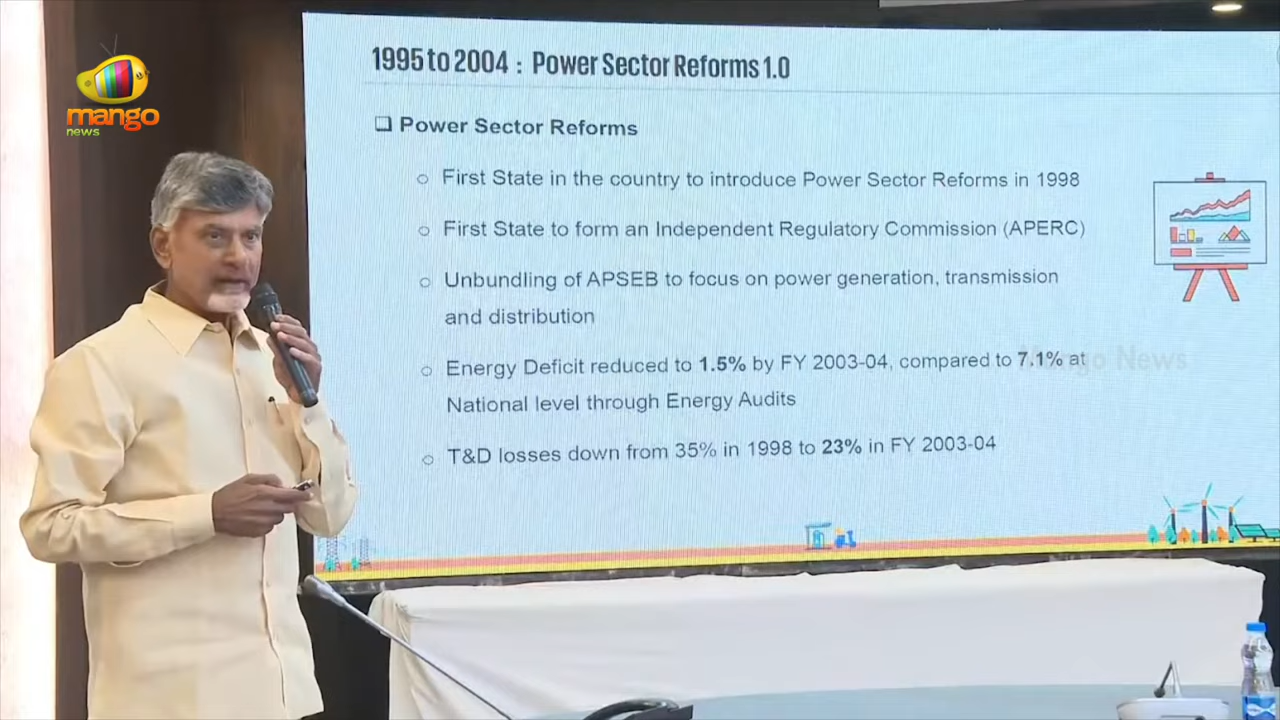 mango
news
1995 to 2004 : Power Sector Reforms 1.0
Power Sector Reforms
First State in the country to introduce Power Sector Reforms in 1998
First State to form an Independent Regulatory Commission (APERC)
Unbundling of APSEB to focus on power generation, transmission
and distribution
Energy Deficit reduced to 1.5% by FY 2003-04, compared to 7.1% at
National level through Energy Audits
T&D losses down from 35% in 1998 to 23% in FY 2003-04
Mango News